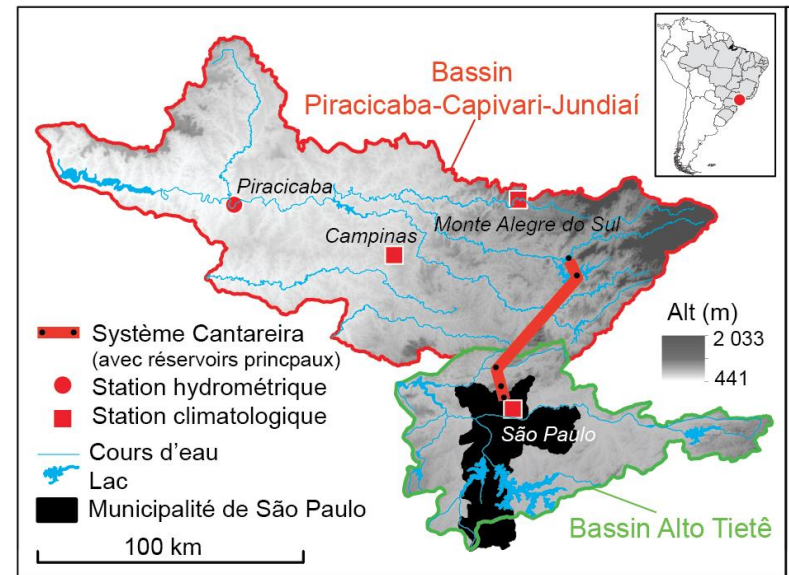 Bassin
Piracicaba-Capivari-Jundiaí
Piracicaba
Monte Alegre do Sul
Campinas
Alt (m)
2 033
441
Système Cantareira
(avec réservoirs princpaux)
Station hydrométrique
Station climatologique
São Paulo
Cours d'eau
Lac
Municipalité de São Paulo
Bassin Alto Tietê
100 km